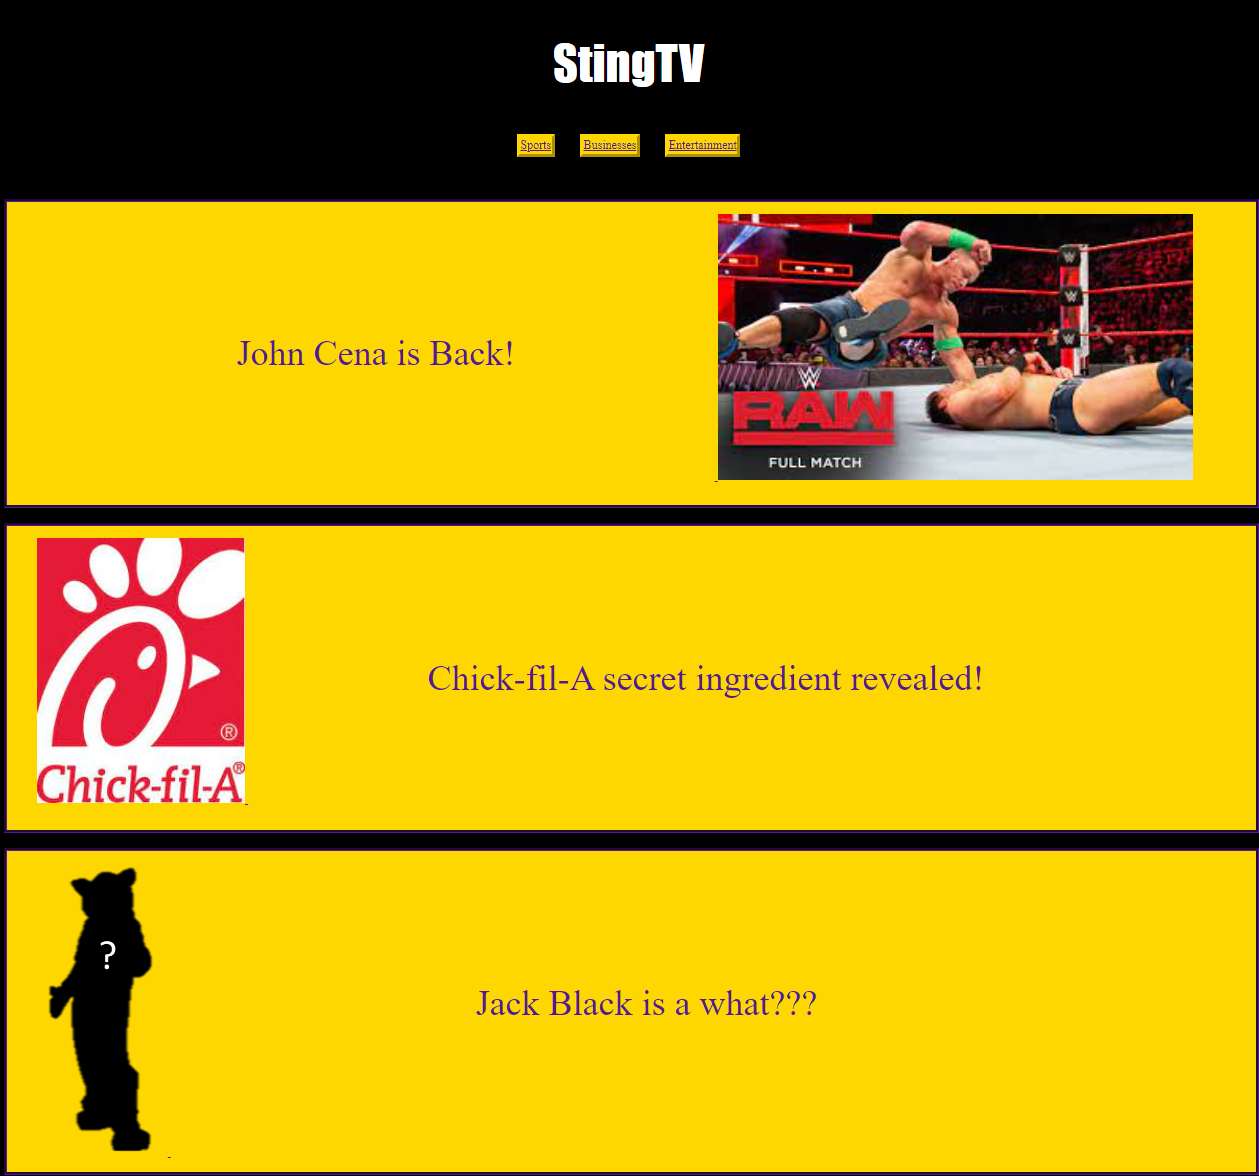 StingTV
Sports Businesses Entertainment
John Cena is Back!
W
W
W
W
RAW
FULL MATCH
®
Chick-fil-A®
Chick-fil-A secret ingredient revealed!
?
Jack Black is a what???